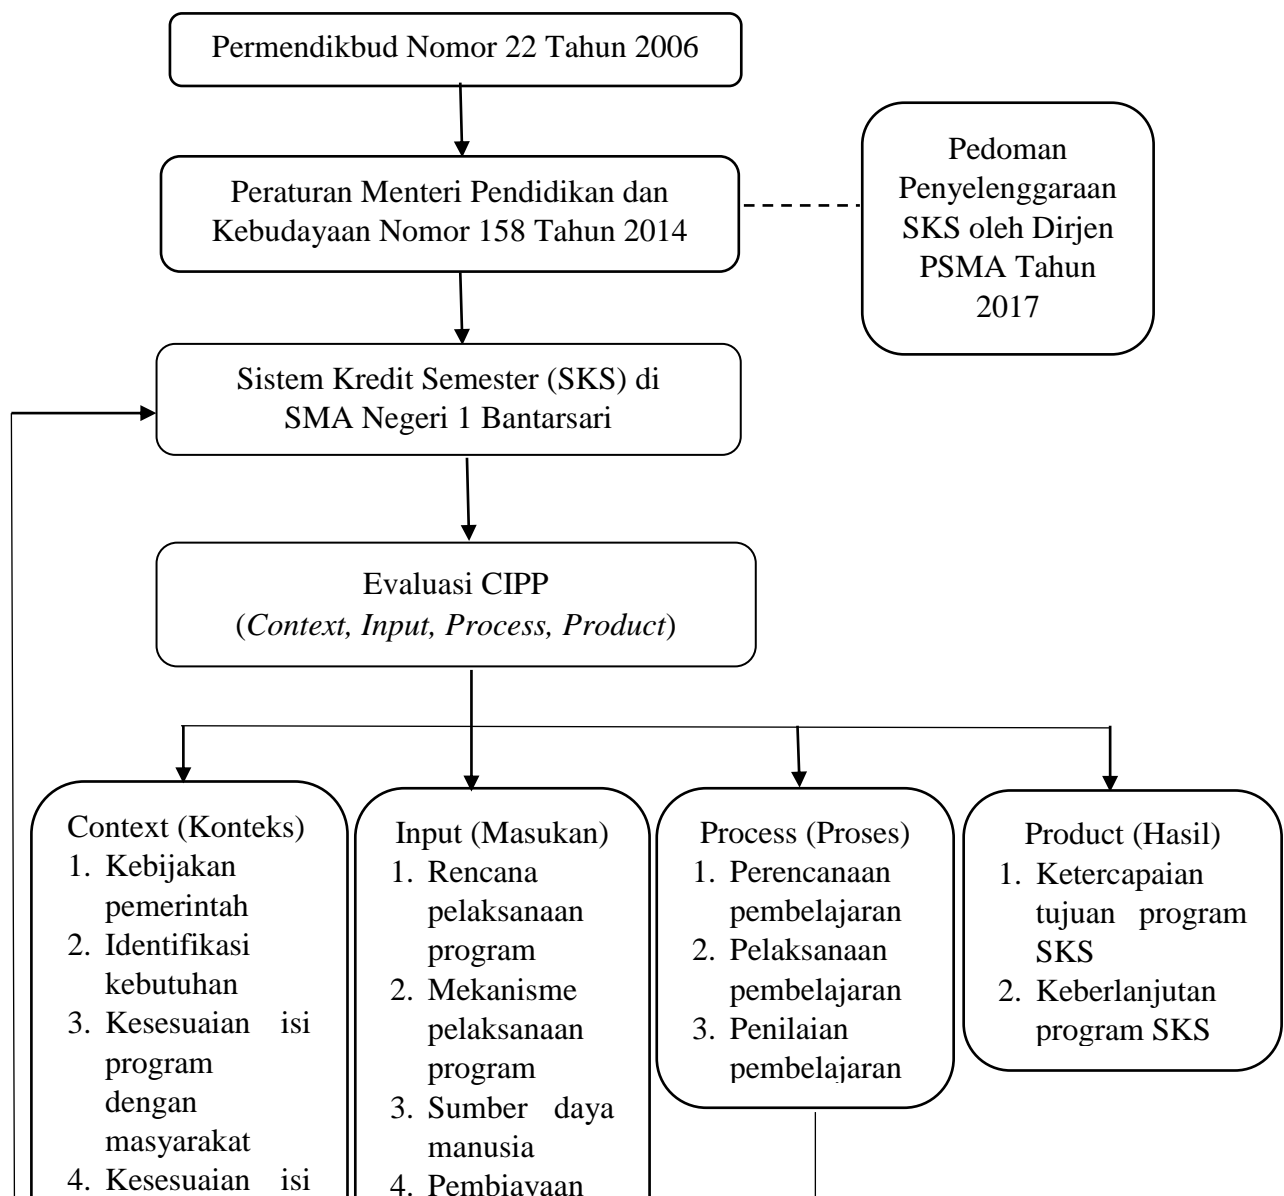 Permendikbud Nomor 22 Tahun 2006
Peraturan Menteri Pendidikan dan
Kebudayaan Nomor 158 Tahun 2014
Pedoman
Penyelenggaraan
SKS oleh Dirjen
PSMA Tahun
2017
Sistem Kredit Semester (SKS) di
SMA Negeri 1 Bantarsari
Evaluasi CIPP
(Context, Input, Process, Product)
Context (Konteks)
1. Kebijakan
pemerintah
2. Identifikasi
kebutuhan
3. Kesesuaian isi
program
dengan
masyarakat
4. Kesesuaian isi
Input (Masukan)
1. Rencana
pelaksanaan
program
2. Mekanisme
pelaksanaan
program
3. Sumber daya
manusia
4. Pembiayaan
Process (Proses)
1. Perencanaan
pembelajaran
2. Pelaksanaan
pembelajaran
3. Penilaian
pembelajaran
Product (Hasil)
1. Ketercapaian
tujuan program
SKS
2. Keberlanjutan
program SKS